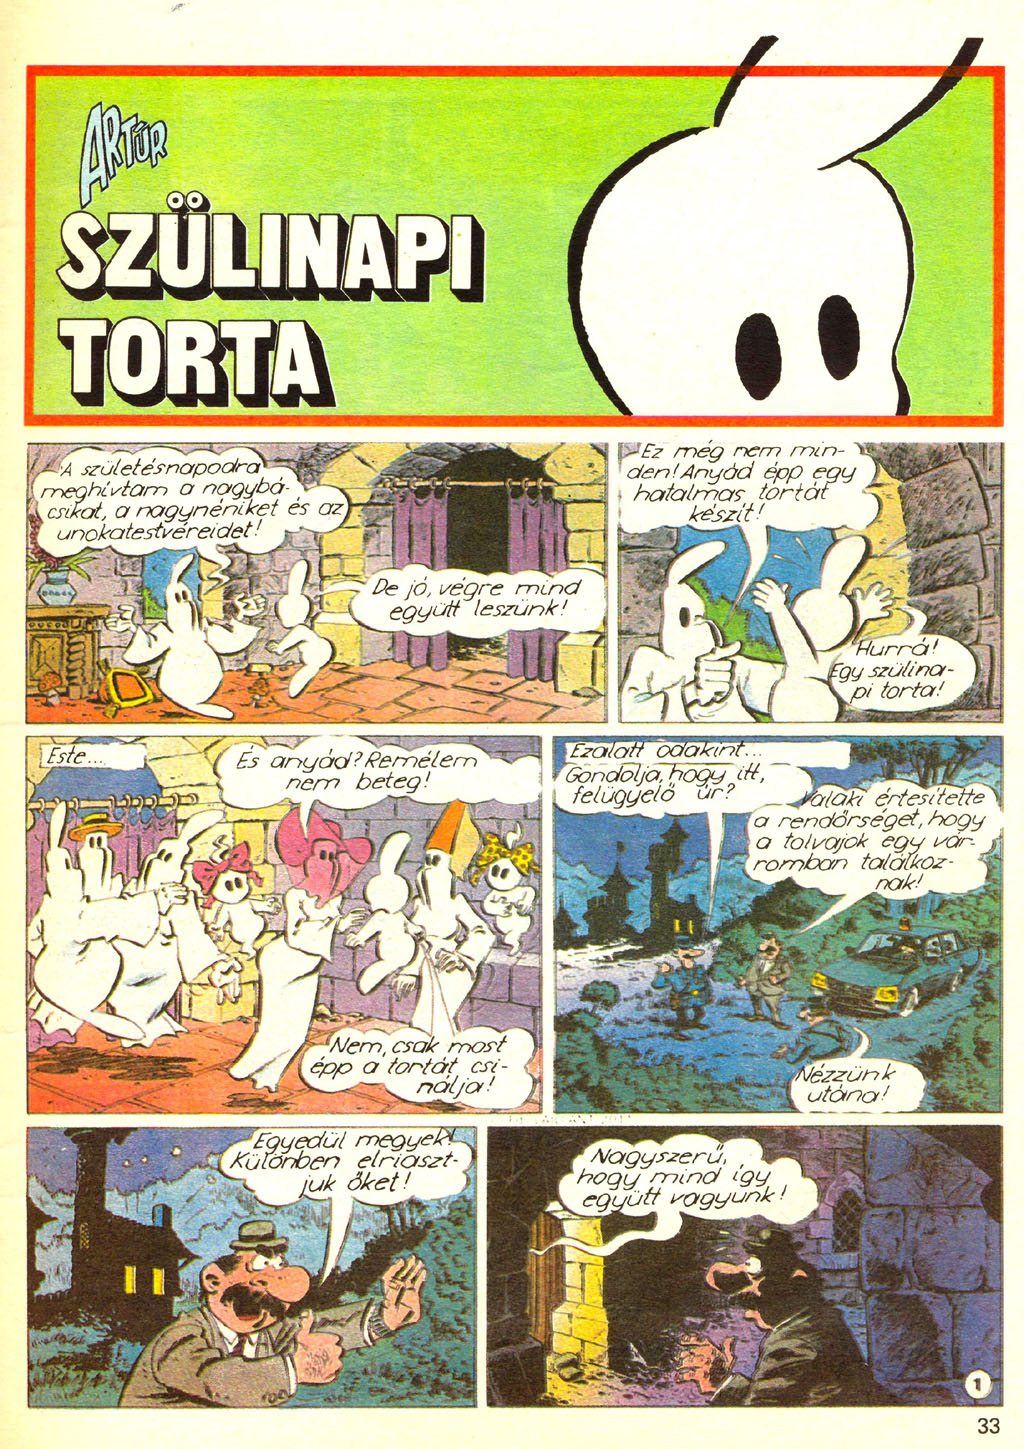 ARTÚR
SZÜLINAPI
TORTA
A születésnapodra
meghívtam a nagybá-
csikat, a nagynéniket és az
unokatestvéreidet!
De jó, végre mind
együtt leszünk!
Ez még nem min-
den! Anyád épp egy
hatalmas tortát
készít!
Hurrá!
Egy szülina-
pi torta!
Este...
És anyád? Remélem
nem beteg!
Nem, csak most
épp a tortát csi-
nálja!
Ezalatt odakint...
Gondolja, hogy itt,
felügyelő úr?
Valaki értesítette
a rendőrséget, hogy
a tolvajok egy vár-
romban találkoz-
nak!
Nézzünk
utána!
Egyedül megyek!
Különben elriaszt-
juk őket!
Nagyszerű,
hogy mind így
együtt vagyunk!
1
33